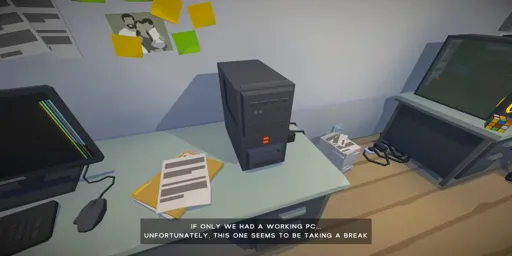 IF ONLY WE HAD A WORKING PC...
UNFORTUNATELY, THIS ONE SEEMS TO BE TAKING A BREAK